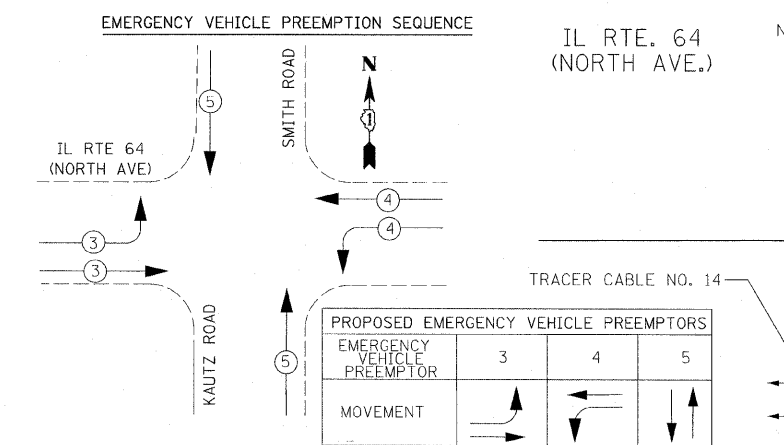 EMERGENCY VEHICLE PREEMPTION SEQUENCE
IL RTE. 64
(NORTH AVE.)
N
5
SMITH ROAD
N
1
IL RTE 64
(NORTH AVE)
4
4
3
3
TRACER CABLE NO. 14
KAUTZ ROAD
5
PROPOSED EMERGENCY VEHICLE PREEMPTORS
EMERGENCY
VEHICLE
PREEMPTOR
3
4
5
MOVEMENT